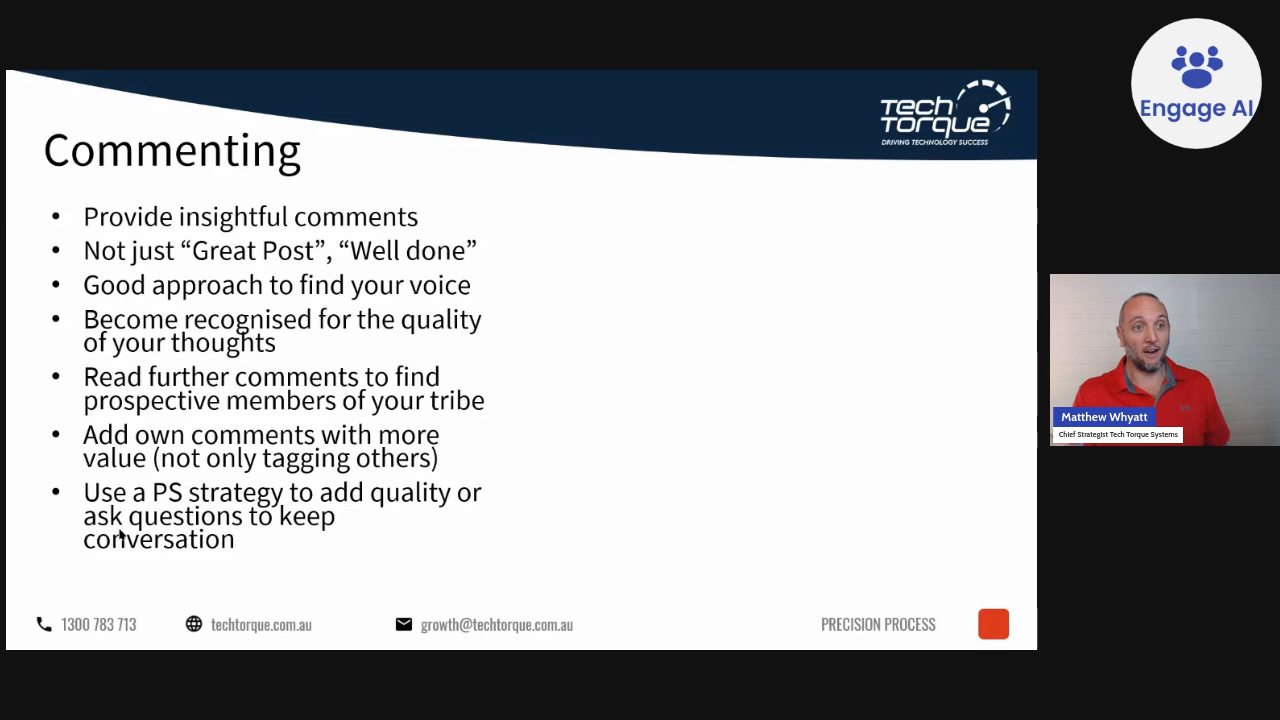 Tech
Torque
DRIVING TECHNOLOGY SUCCESS
Engage AI
Commenting
• Provide insightful comments
• Not just “Great Post”, “Well done”
• Good approach to find your voice
• Become recognised for the quality
of your thoughts
• Read further comments to find
prospective members of your tribe
• Add own comments with more
value (not only tagging others)
• Use a PS strategy to add quality or
ask questions to keep
conversation
Matthew Whyatt
Chief Strategist Tech Torque Systems
1300 783 713
techtorque.com.au
growth@techtorque.com.au
PRECISION PROCESS